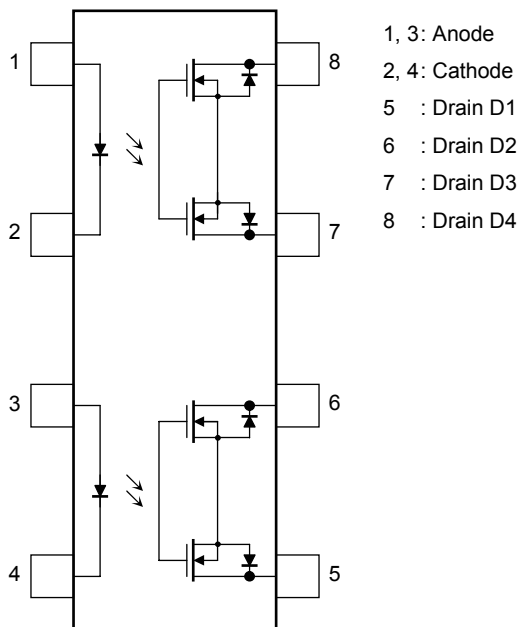 1
2
3
4
8
7
6
5
1, 3: Anode
2, 4: Cathode
5 : Drain D1
6 : Drain D2
7 : Drain D3
8 : Drain D4